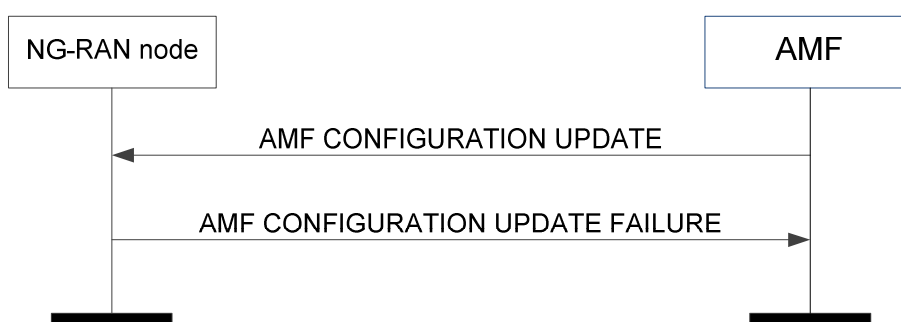 NG-RAN node
AMF
AMF CONFIGURATION UPDATE
AMF CONFIGURATION UPDATE FAILURE